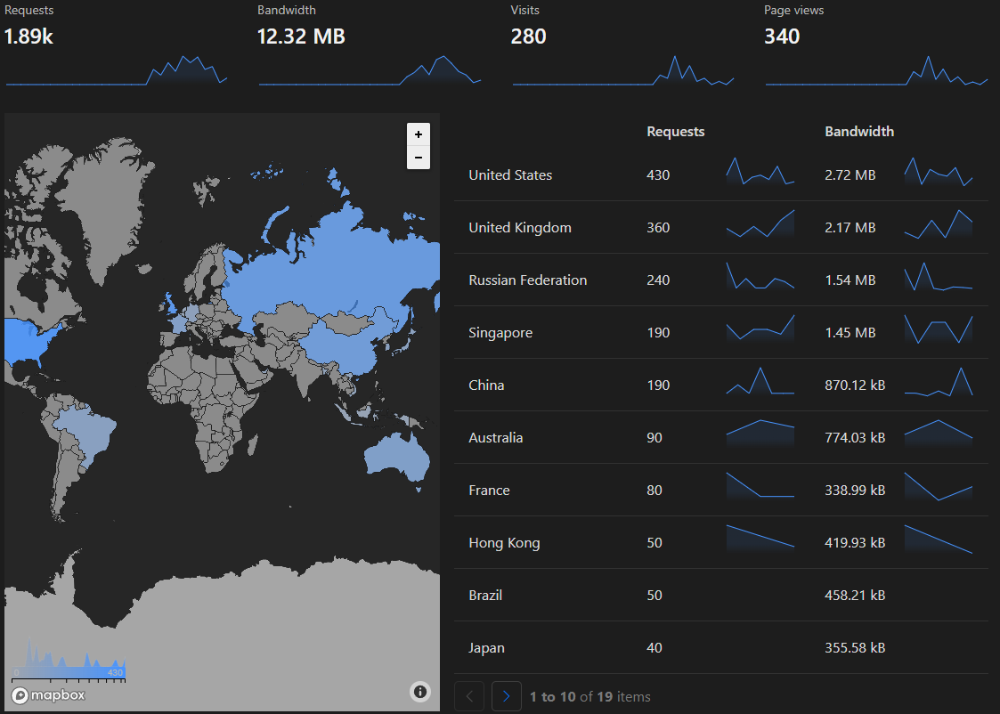 Requests Bandwidth Visits Page views
1.89k 12.32 MB 280 340
+
−
Requests Bandwidth
United States 430 2.72 MB
United Kingdom 360 2.17 MB
Russian Federation 240 1.54 MB
Singapore 190 1.45 MB
China 190 870.12 kB
Australia 90 774.03 kB
France 80 338.99 kB
Hong Kong 50 419.93 kB
Brazil 50 458.21 kB
Japan 40 355.58 kB
0 430
mapbox
1 to 10 of 19 items